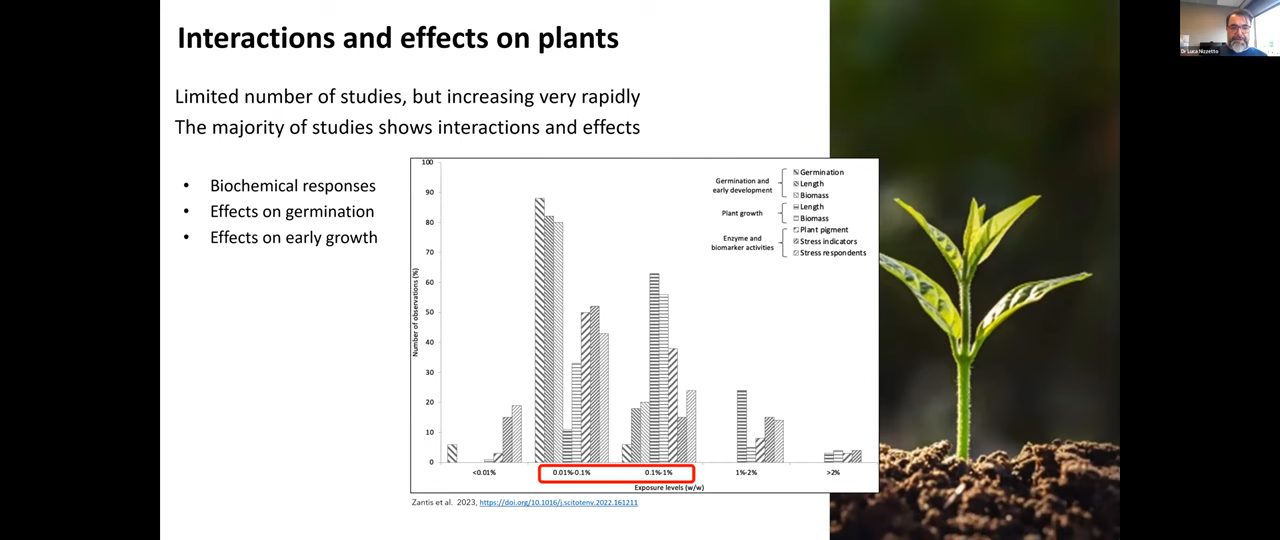 Interactions and effects on plants
Dr Luca Nizzetto
Limited number of studies, but increasing very rapidly
The majority of studies shows interactions and effects
• Biochemical responses
• Effects on germination
• Effects on early growth
Number of observations (%)
100
90
80
70
60
50
40
30
20
10
0
Germination and
early development
Germination
Length
Biomass
Plant growth
Length
Biomass
Enzyme and
biomarker activities
Plant pigment
Stress indicators
Stress respondents
<0.01%
0.01%-0.1%
0.1%-1%
1%-2%
>2%
Exposure levels (w/w)
Zantis et al. 2023, https://doi.org/10.1016/j.scitotenv.2022.161211